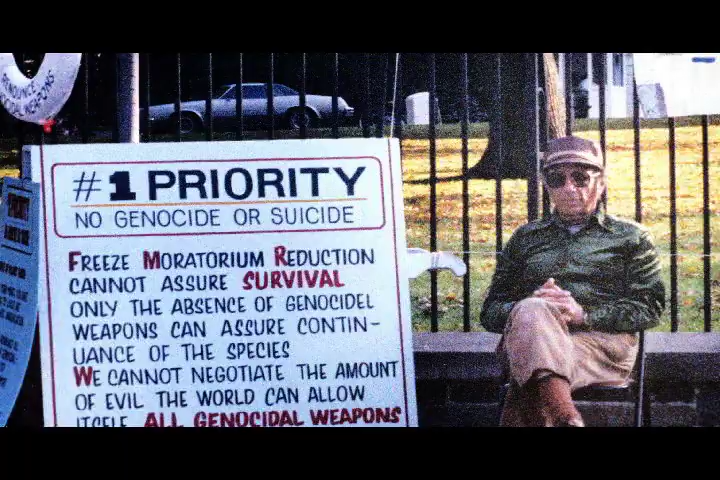 RENOUNCE
WEAPONS
#1 PRIORITY
NO GENOCIDE OR SUICIDE
FREEZE MORATORIUM REDUCTION
CANNOT ASSURE SURVIVAL
ONLY THE ABSENCE OF GENOCIDEL
WEAPONS CAN ASSURE CONTIN-
UANCE OF THE SPECIES
WE CANNOT NEGOTIATE THE AMOUNT
OF EVIL THE WORLD CAN ALLOW
ITSELF ALL GENOCIDAL WEAPONS